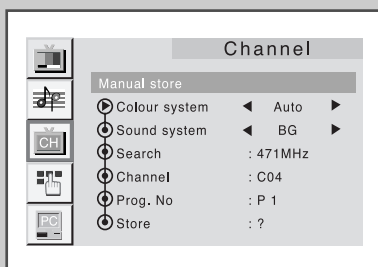 Channel
Manual store
Colour system ◀ Auto ▶
Sound system ◀ BG ▶
CH
Search : 471MHz
Channel : C04
Prog. No : P 1
PC
Store : ?